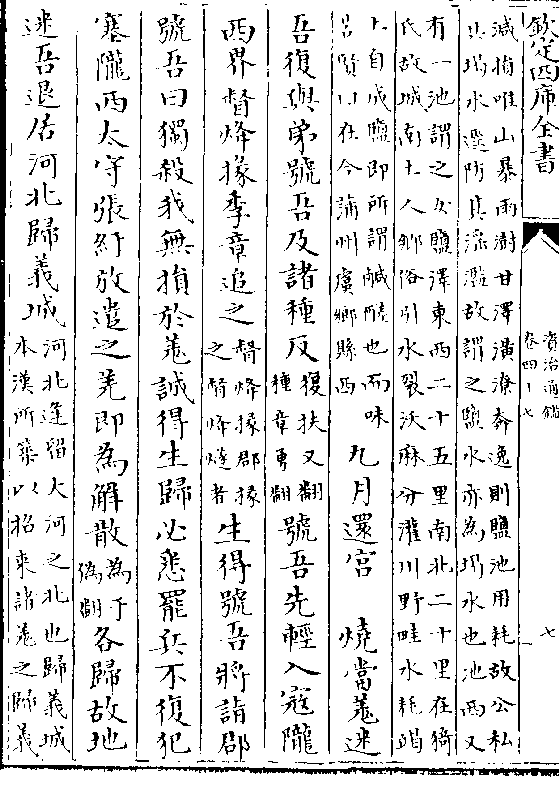 欽定四庫全書
資治通鑑
卷四十七
七
減損唯山暴雨澍甘澤潢潦奔逸則鹽池用耗故公私
共堨水逕防其淫濫故謂之鹽水亦為堨水也池西又
有一池謂之女鹽澤東西二十五里南北二十里在猗
氏故城南土人鄉俗引水裂沃麻分灌川野畦水耗竭
土自成鹽即所謂鹹鹺也而味
賢曰在今蒲州虞鄉縣西
九月還宮 燒當羌迷
吾復與弟號吾及諸種反
復扶又翻
種章勇翻
號吾先輕入寇隴
西界督烽掾李章追之
督烽掾郡掾
之督烽燧者
生得號吾將詣郡
號吾曰獨殺我無損於羌誠得生歸必悉罷兵不復犯
塞隴西太守張紆放遣之羌即為解散
為于
偽翻
各歸故地
迷吾退居河北歸義城
河北逢留大河之北也歸義城
本漢所築以招來諸羌之歸義